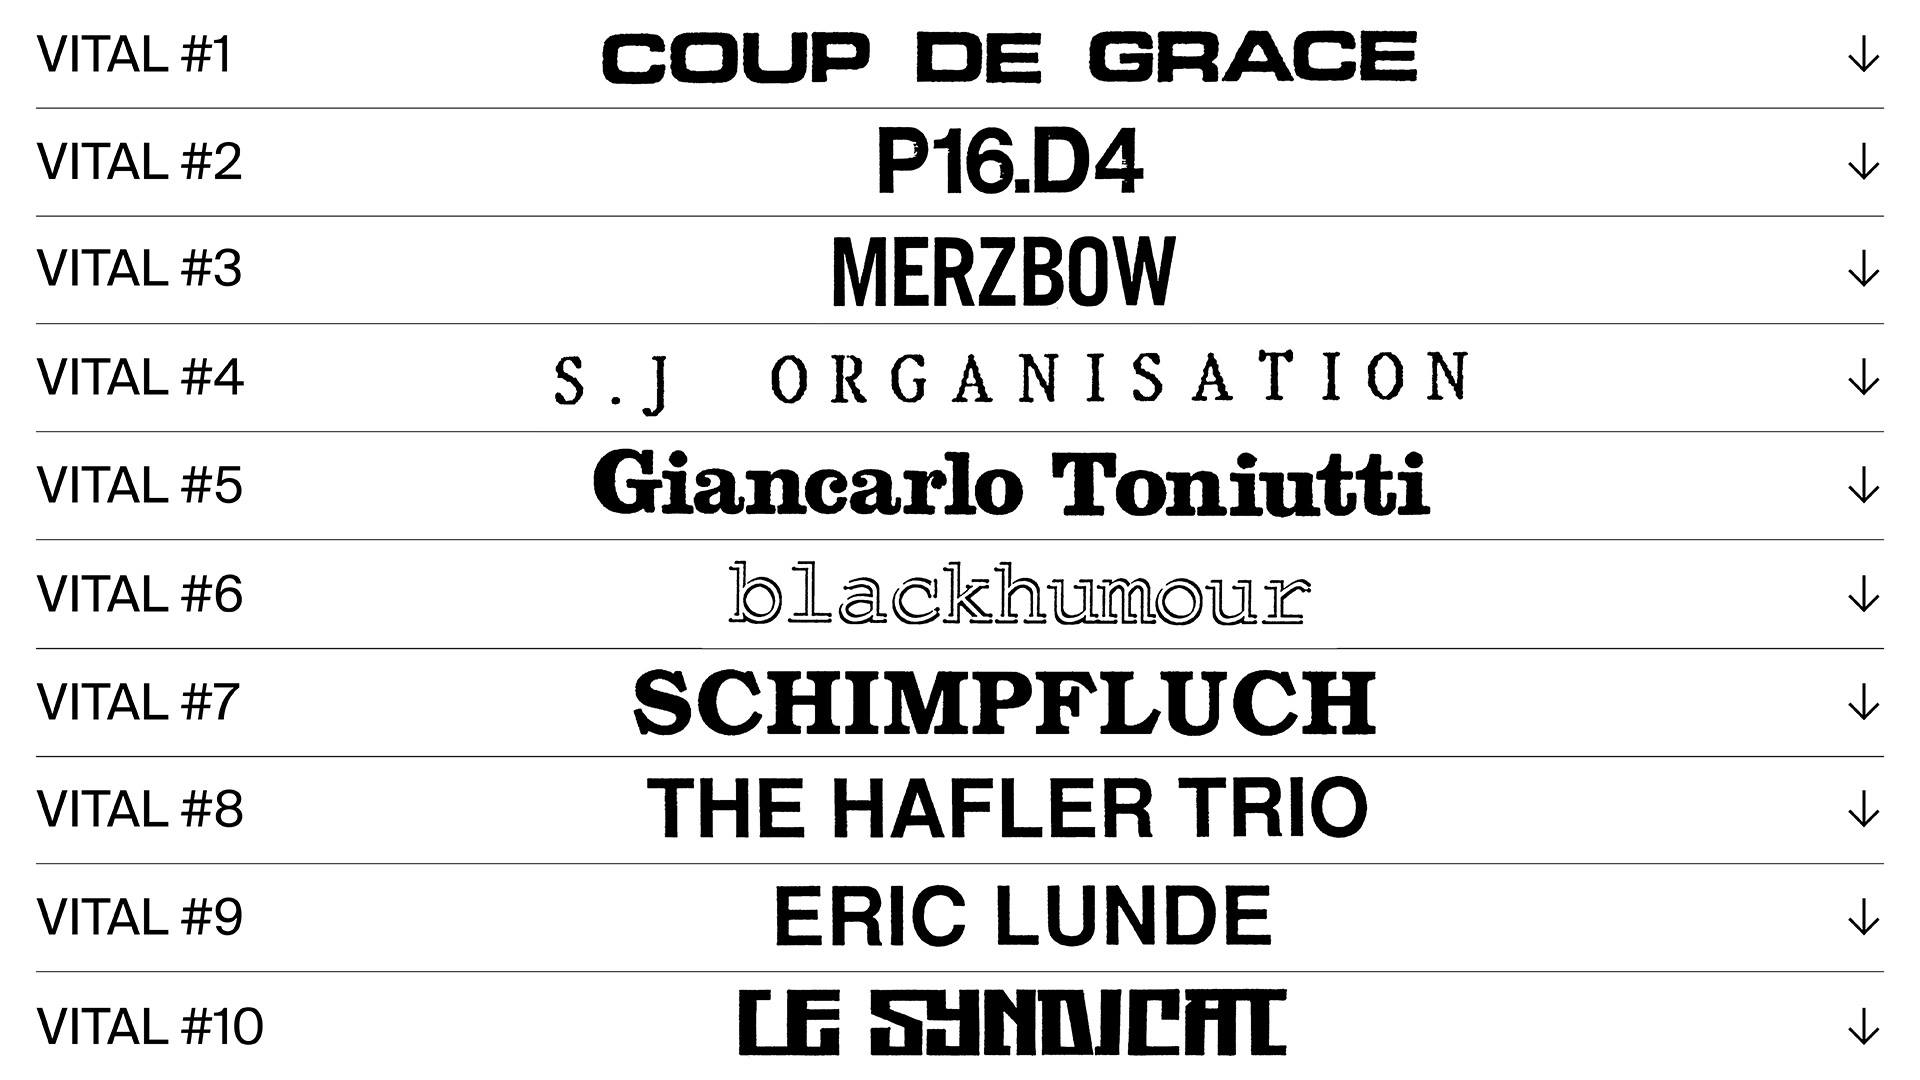 VITAL #1 COUP DE GRACE ↓
VITAL #2 P16.D4 ↓
VITAL #3 MERZBOW ↓
VITAL #4 S.J ORGANISATION ↓
VITAL #5 Giancarlo Toniutti ↓
VITAL #6 blackhumour ↓
VITAL #7 SCHIMPFLUCH ↓
VITAL #8 THE HAFLER TRIO ↓
VITAL #9 ERIC LUNDE ↓
VITAL #10 LE SYNDICAT ↓